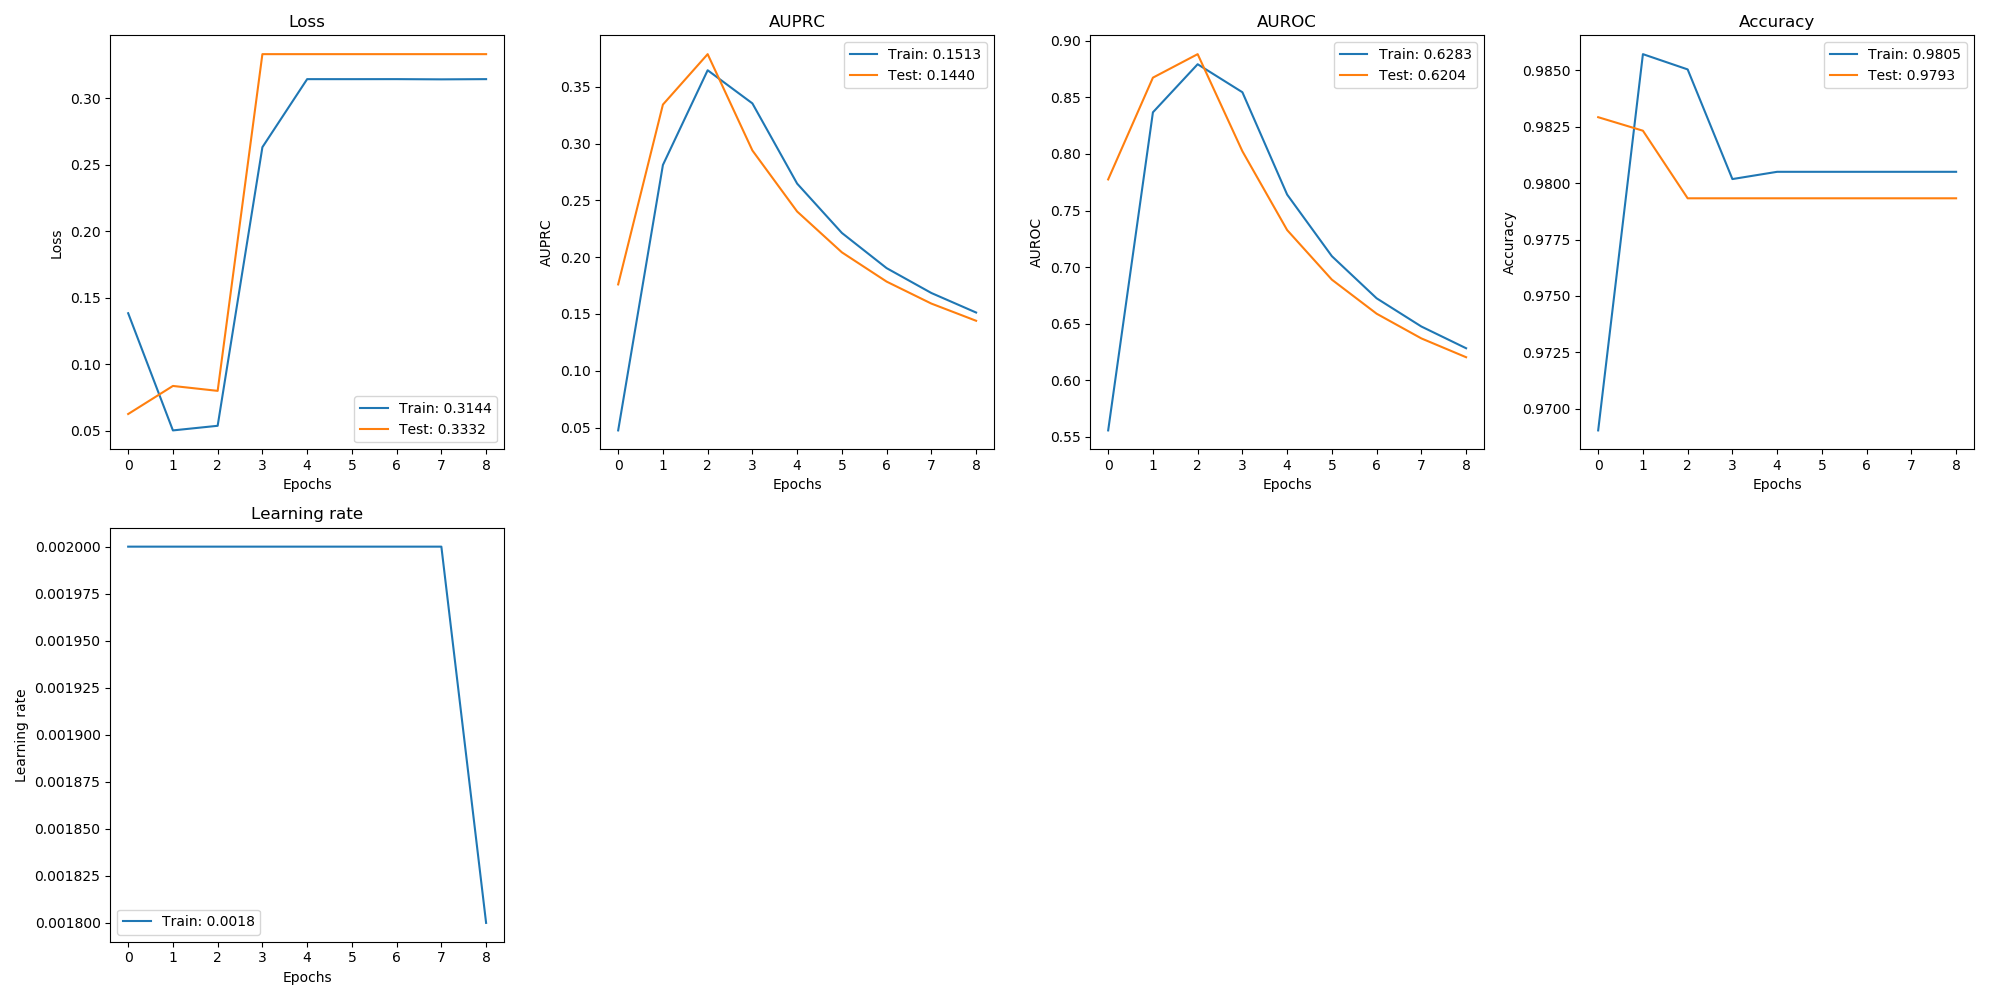 Loss
Loss
0.30
0.25
0.20
0.15
0.10
0.05
Train: 0.3144
Test: 0.3332
0 1 2 3 4 5 6 7 8
Epochs
AUPRC
AUPRC
0.35
0.30
0.25
0.20
0.15
0.10
0.05
Train: 0.1513
Test: 0.1440
0 1 2 3 4 5 6 7 8
Epochs
AUROC
AUROC
0.90
0.85
0.80
0.75
0.70
0.65
0.60
0.55
Train: 0.6283
Test: 0.6204
0 1 2 3 4 5 6 7 8
Epochs
Accuracy
Accuracy
0.9850
0.9825
0.9800
0.9775
0.9750
0.9725
0.9700
Train: 0.9805
Test: 0.9793
0 1 2 3 4 5 6 7 8
Epochs
Learning rate
Learning rate
0.002000
0.001975
0.001950
0.001925
0.001900
0.001875
0.001850
0.001825
0.001800
Train: 0.0018
0 1 2 3 4 5 6 7 8
Epochs